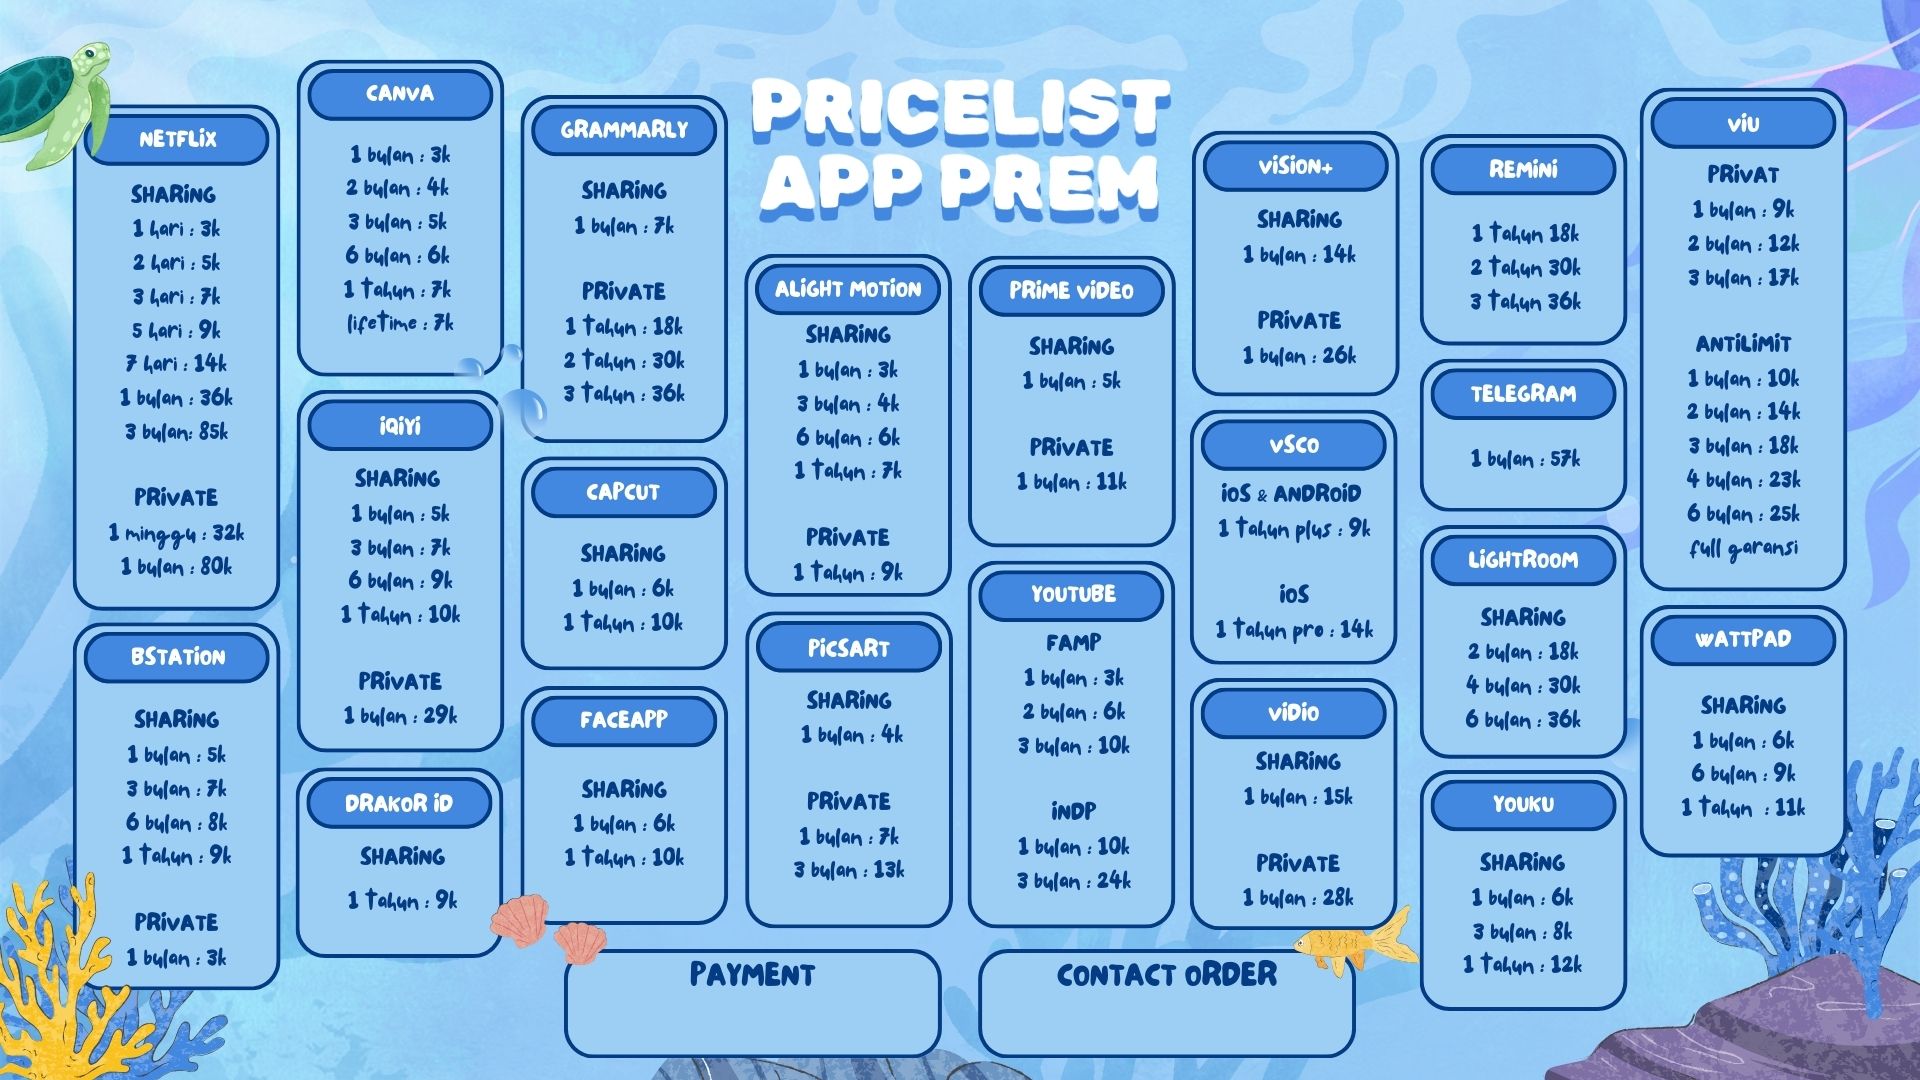 PRICELIST
APP PREM
NETFLiX
SHARiNG
1 hari : 3k
2 hari : 5k
3 hari : 7k
5 hari : 9k
7 hari : 14k
1 bulan : 36k
3 bulan: 85k
PRiVATE
1 minggu : 32k
1 bulan : 80k
BSTATiON
SHARiNG
1 bulan : 5k
3 bulan : 7k
6 bulan : 8k
1 Tahun : 9k
PRiVATE
1 bulan : 3k
CANVA
1 bulan : 3k
2 bulan : 4k
3 bulan : 5k
6 bulan : 6k
1 Tahun : 7k
lifeTime : 7k
iQiYi
SHARiNG
1 bulan : 5k
3 bulan : 7k
6 bulan : 9k
1 Tahun : 10k
PRiVATE
1 bulan : 29k
DRAKOR iD
SHARiNG
1 Tahun : 9k
GRAMMARLY
SHARiNG
1 bulan : 7k
PRiVATE
1 Tahun : 18k
2 Tahun : 30k
3 Tahun : 36k
CAPCUT
SHARiNG
1 bulan : 6k
1 Tahun : 10k
FACEAPP
SHARiNG
1 bulan : 6k
1 Tahun : 10k
ALiGHT MOTiON
SHARiNG
1 bulan : 3k
3 bulan : 4k
6 bulan : 6k
1 Tahun : 7k
PRiVATE
1 Tahun : 9k
PiCSART
SHARiNG
1 bulan : 4k
PRiVATE
1 bulan : 7k
3 bulan : 13k
PRiME ViDEO
SHARiNG
1 bulan : 5k
PRiVATE
1 bulan : 11k
YOUTUBE
FAMP
1 bulan : 3k
2 bulan : 6k
3 bulan : 10k
iNDP
1 bulan : 10k
3 bulan : 24k
ViSiON+
SHARiNG
1 bulan : 14k
PRiVATE
1 bulan : 26k
VSCO
iOS & ANDROiD
1 Tahun plus : 9k
iOS
1 Tahun pro : 14k
ViDiO
SHARiNG
1 bulan : 15k
PRiVATE
1 bulan : 28k
REMiNi
1 Tahun 18k
2 Tahun 30k
3 Tahun 36k
TELEGRAM
1 bulan : 57k
LiGHTROOM
SHARiNG
2 bulan : 18k
4 bulan : 30k
6 bulan : 36k
YOUKU
SHARiNG
1 bulan : 6k
3 bulan : 8k
1 Tahun : 12k
ViU
PRiVAT
1 bulan : 9k
2 bulan : 12k
3 bulan : 17k
ANTiLiMiT
1 bulan : 10k
2 bulan : 14k
3 bulan : 18k
4 bulan : 23k
6 bulan : 25k
full garansi
WATTPAD
SHARiNG
1 bulan : 6k
6 bulan : 9k
1 Tahun : 11k
PAYMENT
CONTACT ORDER